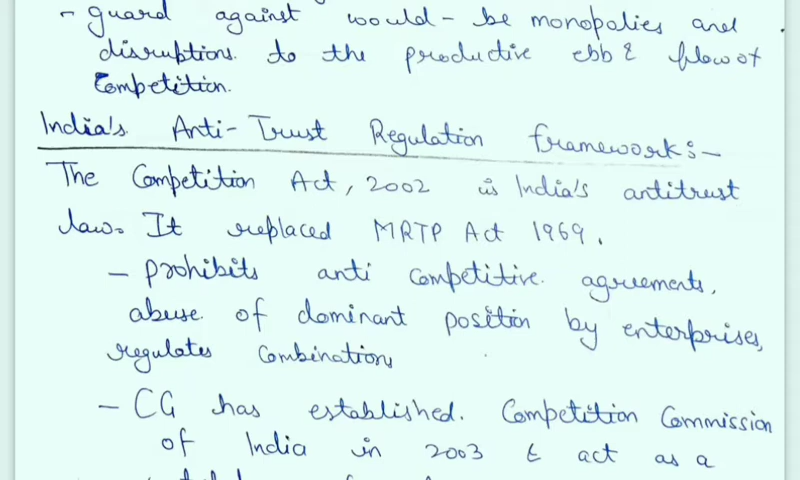 - guard against would - be monopolies and
disruptions to the productive ebb & flow of
Competition.
India's Anti-Trust Regulation framework:-
The Competition Act, 2002 is India's antitrust
law. It replaced MRTP Act 1969.
- prohibits anti competitive agreements,
abuse of dominant position by enterprises,
regulates combinations
- CG has established Competition Commission
of India in 2003 to act as a